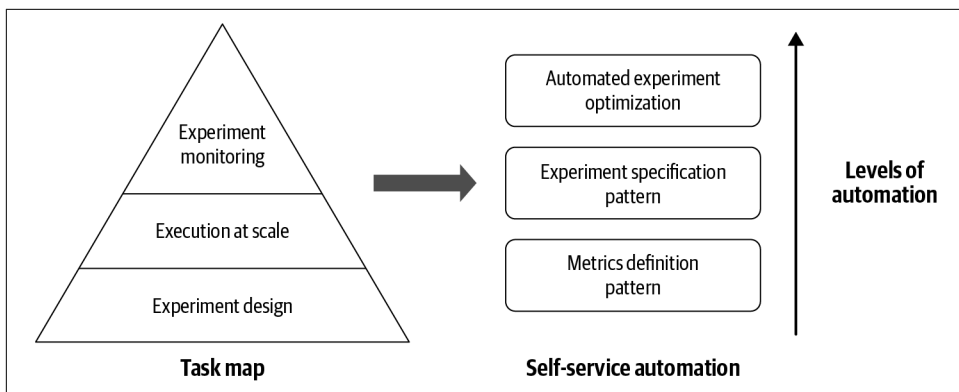 Experiment
monitoring
Execution at scale
Experiment design
Task map
Automated experiment
optimization
Experiment specification
pattern
Metrics definition
pattern
Self-service automation
Levels of
automation